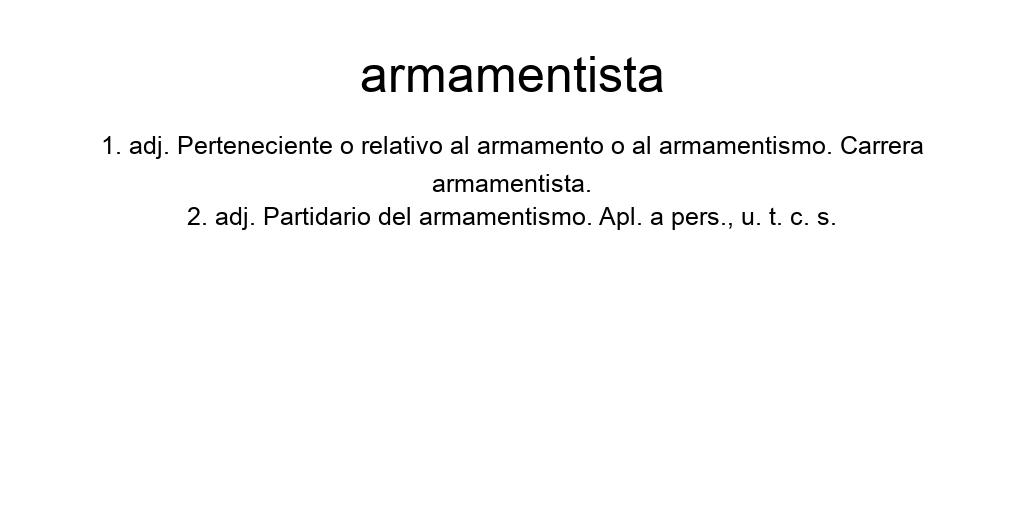 armamentista
1. adj. Perteneciente o relativo al armamento o al armamentismo. Carrera
armamentista.
2. adj. Partidario del armamentismo. Apl. a pers., u. t. c. s.